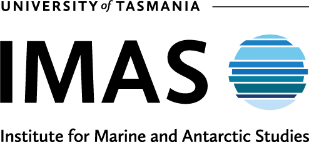 UNIVERSITY of TASMANIA
IMAS
Institute for Marine and Antarctic Studies